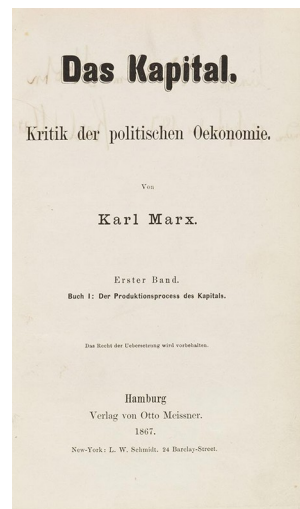 Das Kapital.
Kritik der politischen Oekonomie.
Von
Karl Marx.
Erster Band.
Buch I: Der Produktionsprocess des Kapitals.
Das Recht der Uebersetzung wird vorbehalten.
Hamburg
Verlag von Otto Meissner.
1867.
New-York: L. W. Schmidt. 24 Barclay-Street.